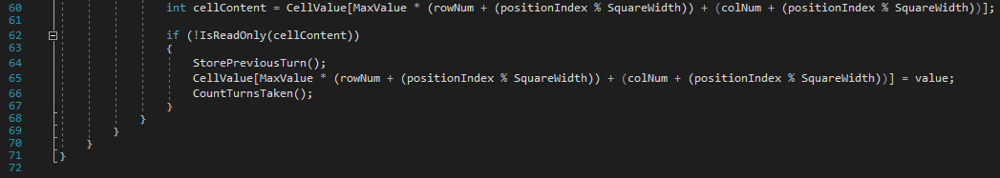 60 int cellContent = CellValue[MaxValue * (rowNum + (positionIndex % SquareWidth)) + (colNum + (positionIndex % SquareWidth))];
61
62 if (!IsReadOnly(cellContent))
63 {
64 StorePreviousTurn();
65 CellValue[MaxValue * (rowNum + (positionIndex % SquareWidth)) + (colNum + (positionIndex % SquareWidth))] = value;
66 CountTurnsTaken();
67 }
68 }
69 }
70 }
71 }
72